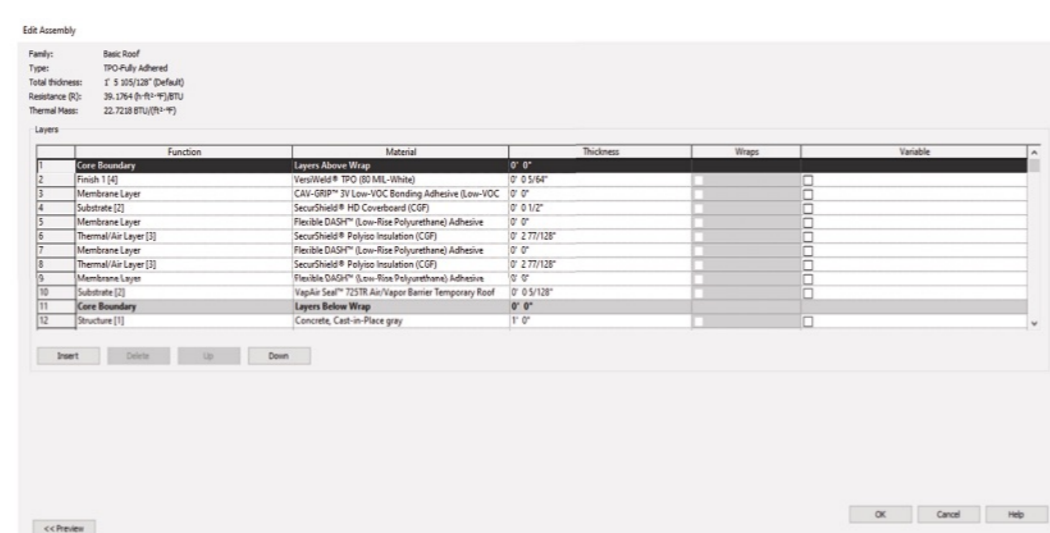 Edit Assembly
Family: Basic Roof
Type: TPO-Fully Adhered
Total thickness: 1' 5 105/128" (Default)
Resistance (R): 39.1764 (h·ft²·°F)/BTU
Thermal Mass: 22.7218 BTU/(ft²·°F)
Layers
Function Material Thickness Wraps Variable
1 Core Boundary Layers Above Wrap 0' 0"
2 Finish 1 [4] VersiWeld® TPO (80 MIL-White) 0' 0 5/64"
3 Membrane Layer CAV-GRIP™ 3V Low-VOC Bonding Adhesive (Low-VOC 0' 0"
4 Substrate [2] SecurShield® HD Coverboard (CGF) 0' 0 1/2"
5 Membrane Layer Flexible DASH™ (Low-Rise Polyurethane) Adhesive 0' 0"
6 Thermal/Air Layer [3] SecurShield® Polyiso Insulation (CGF) 0' 2 77/128"
7 Membrane Layer Flexible DASH™ (Low-Rise Polyurethane) Adhesive 0' 0"
8 Thermal/Air Layer [3] SecurShield® Polyiso Insulation (CGF) 0' 2 77/128"
9 Membrane Layer Flexible DASH™ (Low-Rise Polyurethane) Adhesive 0' 0"
10 Substrate [2] VapAir Seal™ 725TR Air/Vapor Barrier Temporary Roof 0' 0 5/128"
11 Core Boundary Layers Below Wrap 0' 0"
12 Structure [1] Concrete, Cast-in-Place gray 1' 0"
Insert Delete Up Down
OK Cancel Help
<< Preview